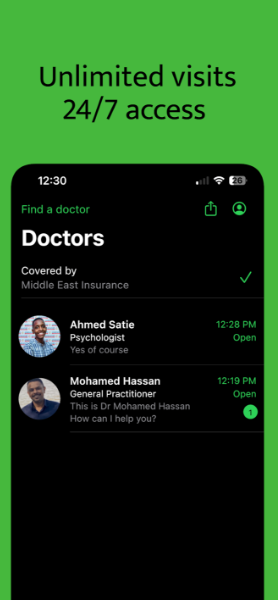 Unlimited visits
24/7 access
12:30
26
Find a doctor
Doctors
Covered by
Middle East Insurance
Ahmed Satie
12:28 PM
Psychologist
Open
Yes of course
Mohamed Hassan
12:19 PM
General Practitioner
Open
This is Dr Mohamed Hassan
How can I help you?
1